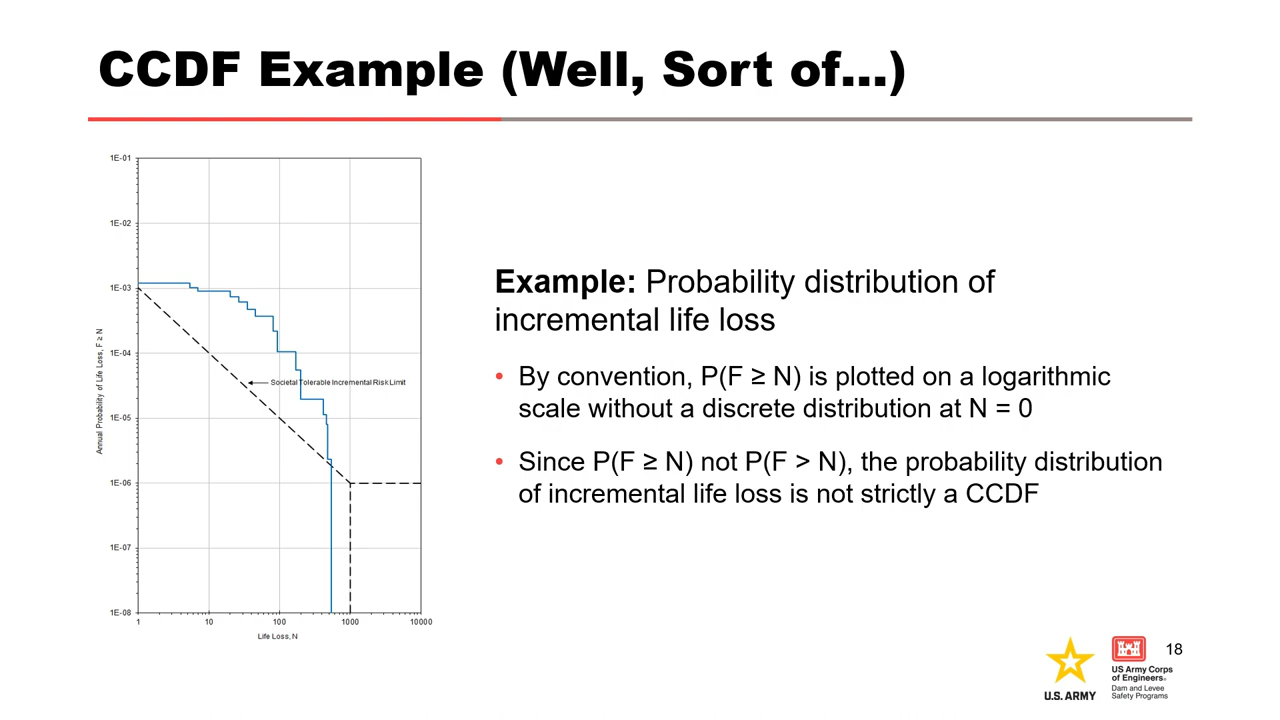 CCDF Example (Well, Sort of...)
1E-01
1E-02
1E-03
1E-04
1E-05
1E-06
1E-07
1E-08
Annual Probability of Life Loss, F ≥ N
Societal Tolerable Incremental Risk Limit
1 10 100 1000 10000
Life Loss, N
Example: Probability distribution of
incremental life loss
• By convention, P(F ≥ N) is plotted on a logarithmic
scale without a discrete distribution at N = 0
• Since P(F ≥ N) not P(F > N), the probability distribution
of incremental life loss is not strictly a CCDF
U.S. ARMY
US Army Corps
of Engineers®
Dam and Levee
Safety Programs
18